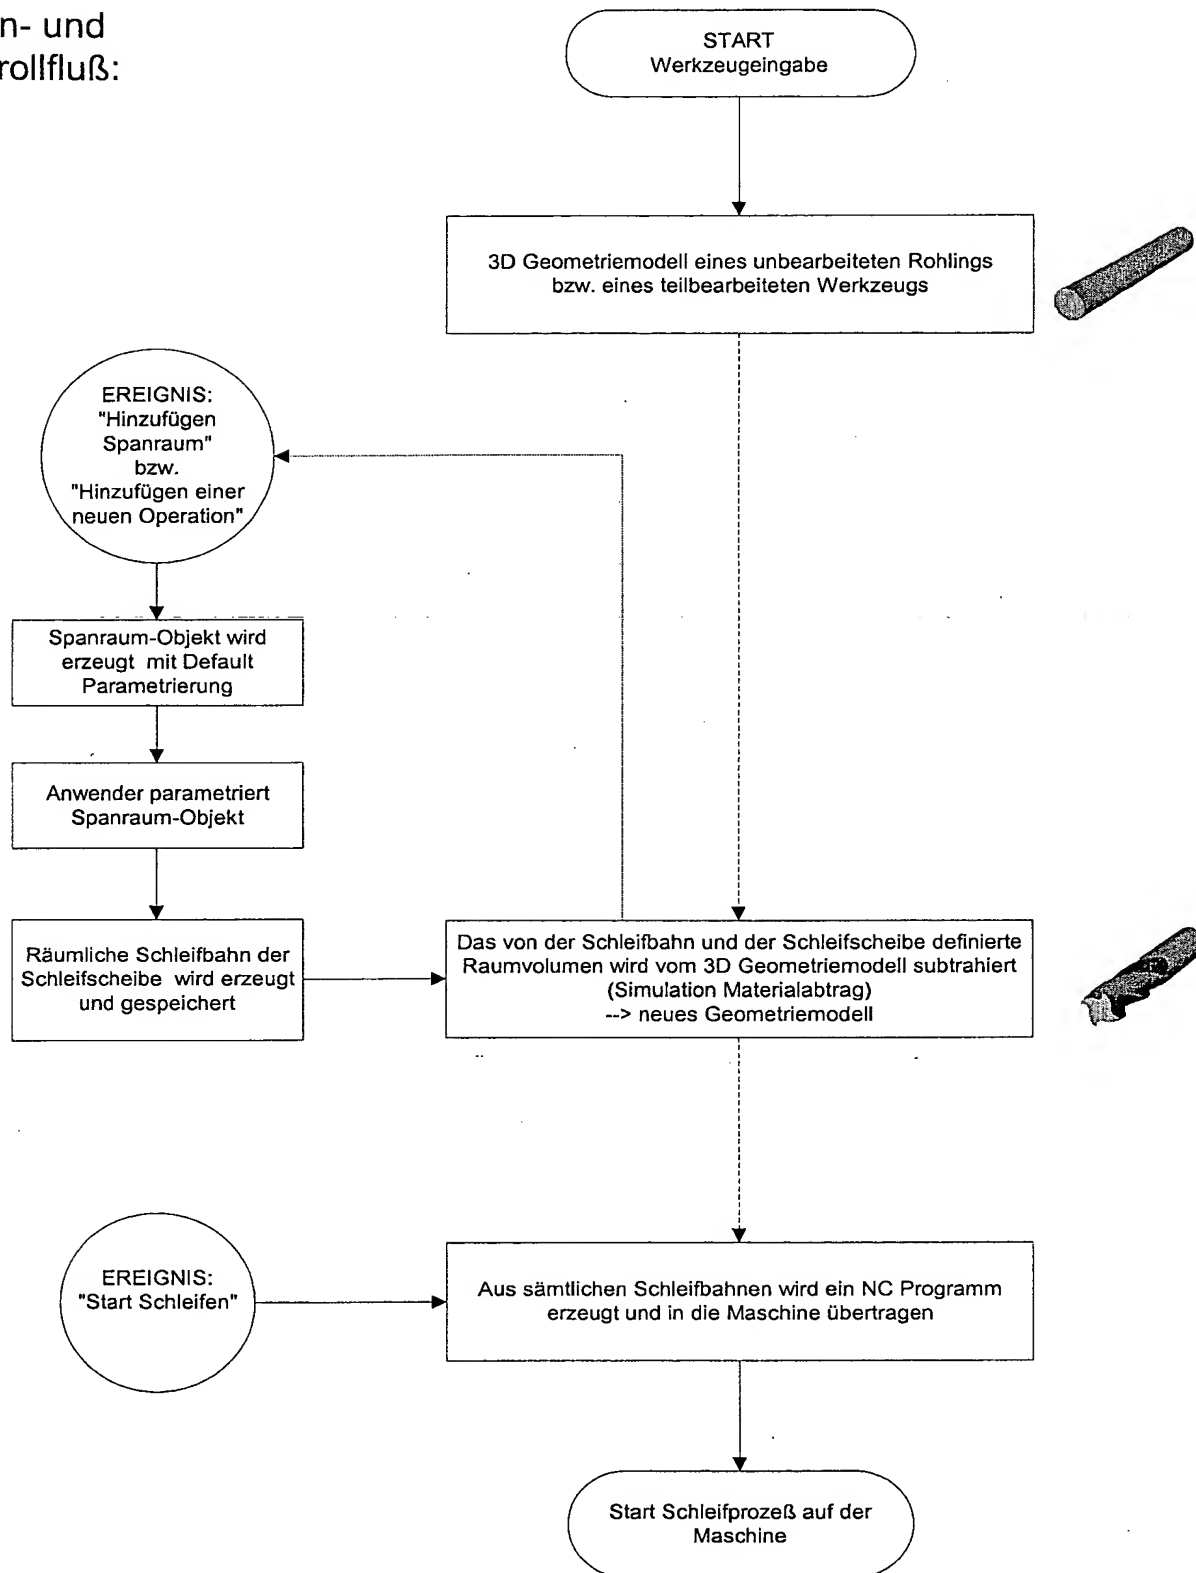 n- und
rollfluß:
START
Werkzeugeingabe
3D Geometriemodell eines unbearbeiteten Rohlings
bzw. eines teilbearbeiteten Werkzeugs
EREIGNIS:
"Hinzufügen
Spanraum"
bzw.
"Hinzufügen einer
neuen Operation"
Spanraum-Objekt wird
erzeugt mit Default
Parametrierung
Anwender parametriert
Spanraum-Objekt
Räumliche Schleifbahn der
Schleifscheibe wird erzeugt
und gespeichert
Das von der Schleifbahn und der Schleifscheibe definierte
Raumvolumen wird vom 3D Geometriemodell subtrahiert
(Simulation Materialabtrag)
--> neues Geometriemodell
EREIGNIS:
"Start Schleifen"
Aus sämtlichen Schleifbahnen wird ein NC Programm
erzeugt und in die Maschine übertragen
Start Schleifprozeß auf der
Maschine